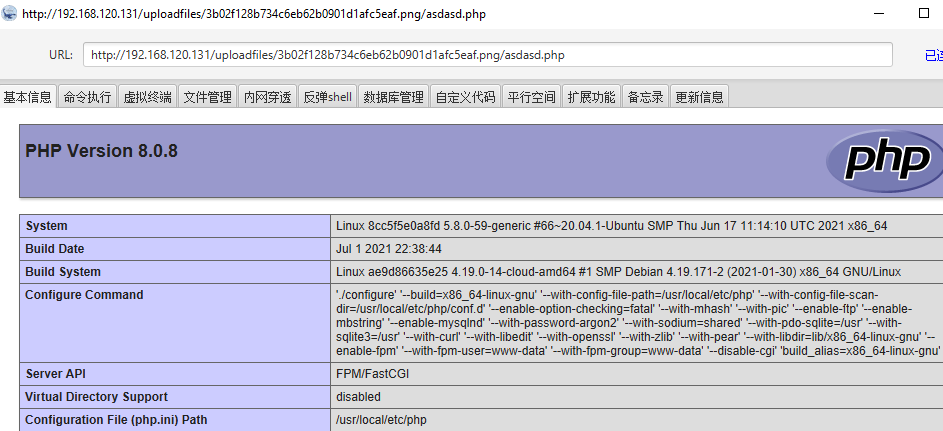 http://192.168.120.131/uploadfiles/3b02f128b734c6eb62b0901d1afc5eaf.png/asdasd.php
URL: http://192.168.120.131/uploadfiles/3b02f128b734c6eb62b0901d1afc5eaf.png/asdasd.php
基本信息 命令执行 虚拟终端 文件管理 内网穿透 反弹shell 数据库管理 自定义代码 平行空间 扩展功能 备忘录 更新信息
PHP Version 8.0.8
php
System Linux 8cc5f5e0a8fd 5.8.0-59-generic #66~20.04.1-Ubuntu SMP Thu Jun 17 11:14:10 UTC 2021 x86_64
Build Date Jul 1 2021 22:38:44
Build System Linux ae9d86635e25 4.19.0-14-cloud-amd64 #1 SMP Debian 4.19.171-2 (2021-01-30) x86_64 GNU/Linux
Configure Command './configure' '--build=x86_64-linux-gnu' '--with-config-file-path=/usr/local/etc/php' '--with-config-file-scan-
dir=/usr/local/etc/php/conf.d' '--enable-option-checking=fatal' '--with-mhash' '--with-pic' '--enable-ftp' '--enable-
mbstring' '--enable-mysqlnd' '--with-password-argon2' '--with-sodium=shared' '--with-pdo-sqlite=/usr' '--with-
sqlite3=/usr' '--with-curl' '--with-libedit' '--with-openssl' '--with-zlib' '--with-pear' '--with-libdir=lib/x86_64-linux-gnu' '--
enable-fpm' '--with-fpm-user=www-data' '--with-fpm-group=www-data' '--disable-cgi' 'build_alias=x86_64-linux-gnu'
Server API FPM/FastCGI
Virtual Directory Support disabled
Configuration File (php.ini) Path /usr/local/etc/php